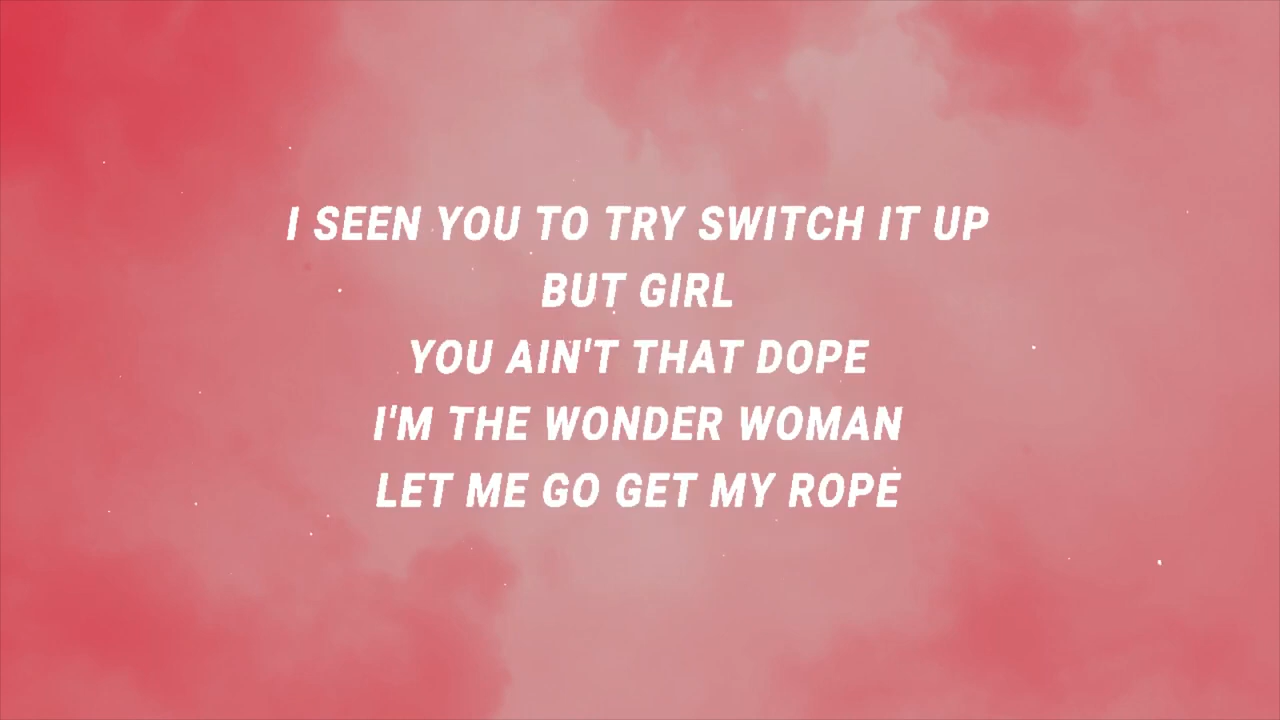 I SEEN YOU TO TRY SWITCH IT UP
BUT GIRL
YOU AIN'T THAT DOPE
I'M THE WONDER WOMAN
LET ME GO GET MY ROPE